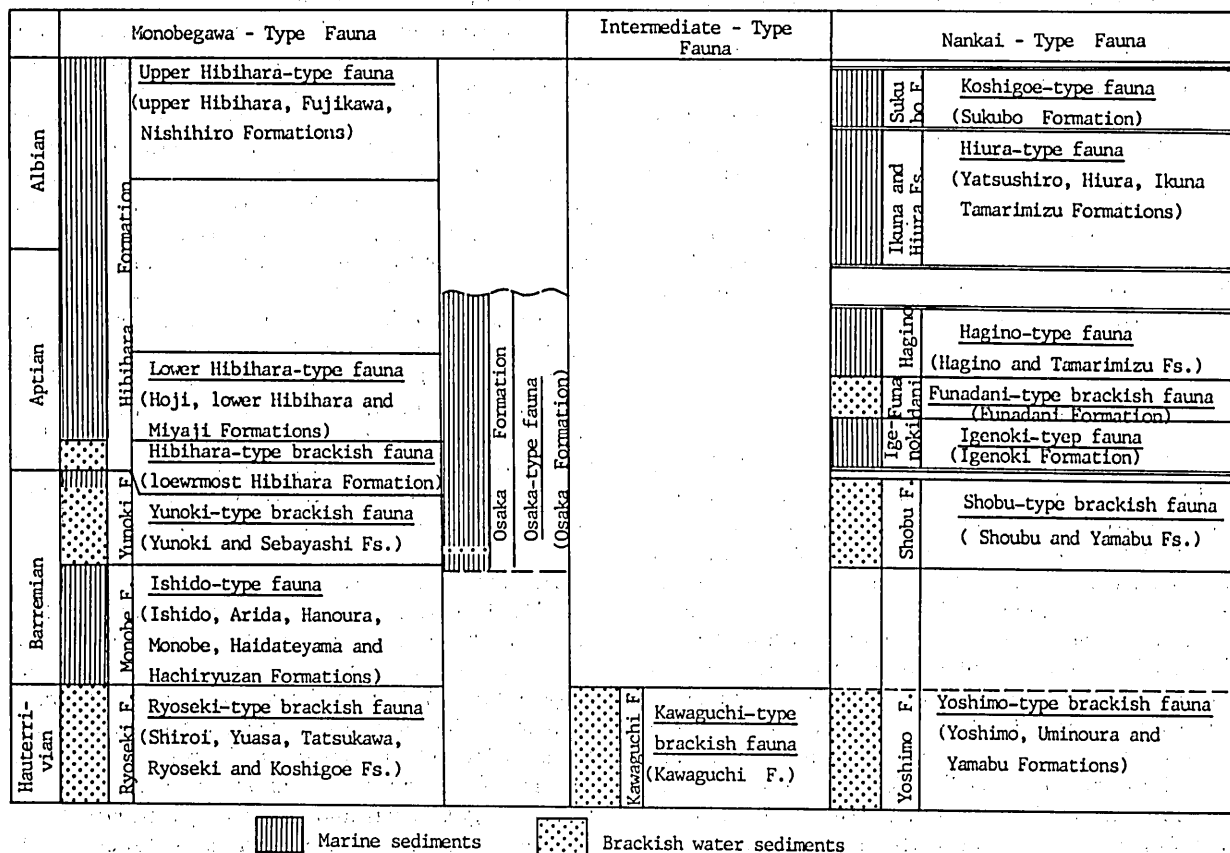 Monobegawa - Type Fauna
Intermediate - Type
Fauna
Nankai - Type Fauna
Albian
Aptian
Barremian
Hauterri-
vian
Hibihara Formation
Yunoki F.
Monobe F.
Ryoseki F.
Upper Hibihara-type fauna
(upper Hibihara, Fujikawa,
Nishihiro Formations)
Lower Hibihara-type fauna
(Hoji, lower Hibihara and
Miyaji Formations)
Hibihara-type brackish fauna
(loewrmost Hibihara Formation)
Yunoki-type brackish fauna
(Yunoki and Sebayashi Fs.)
Ishido-type fauna
(Ishido, Arida, Hanoura,
Monobe, Haidateyama and
Hachiryuzan Formations)
Ryoseki-type brackish fauna
(Shiroi, Yuasa, Tatsukawa,
Ryoseki and Koshigoe Fs.)
Osaka Formation
Osaka-type fauna
(Osaka Formation)
Kawaguchi F
Kawaguchi-type
brackish fauna
(Kawaguchi F.)
Suku
bo F.
Koshigoe-type fauna
(Sukubo Formation)
Ikuna and
Hiura Fs.
Hiura-type fauna
(Yatsushiro, Hiura, Ikuna
Tamarimizu Formations)
Hagino
Hagino-type fauna
(Hagino and Tamarimizu Fs.)
Funa
dani
Funadani-type brackish fauna
(Funadani Formation)
Ige-
noki
Igenoki-tyep fauna
(Igenoki Formation)
Shobu F.
Shobu-type brackish fauna
( Shoubu and Yamabu Fs.)
Yoshimo F.
Yoshimo-type brackish fauna
(Yoshimo, Uminoura and
Yamabu Formations)
Marine sediments
Brackish water sediments